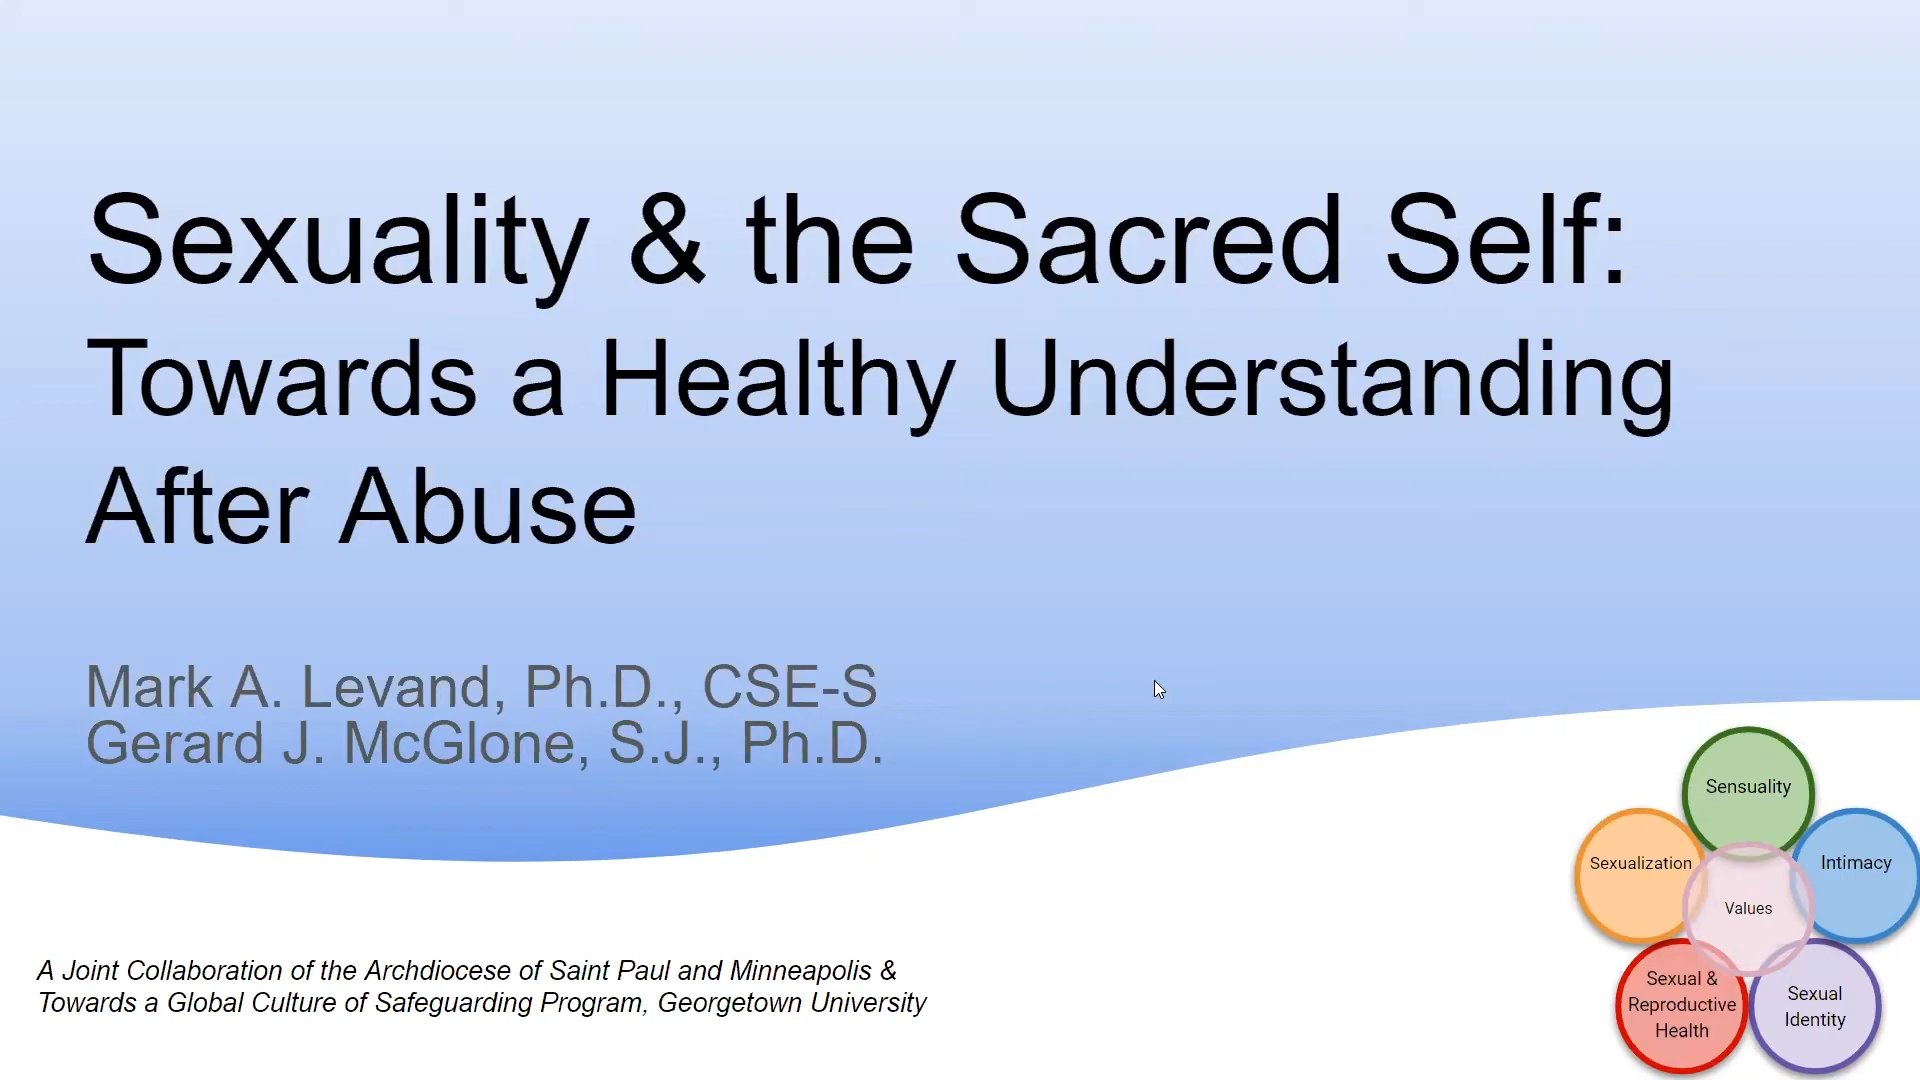 Sexuality & the Sacred Self:
Towards a Healthy Understanding
After Abuse
Mark A. Levand, Ph.D., CSE-S
Gerard J. McGlone, S.J., Ph.D.
A Joint Collaboration of the Archdiocese of Saint Paul and Minneapolis &
Towards a Global Culture of Safeguarding Program, Georgetown University
Sensuality
Sexualization
Intimacy
Values
Sexual &
Reproductive
Health
Sexual
Identity